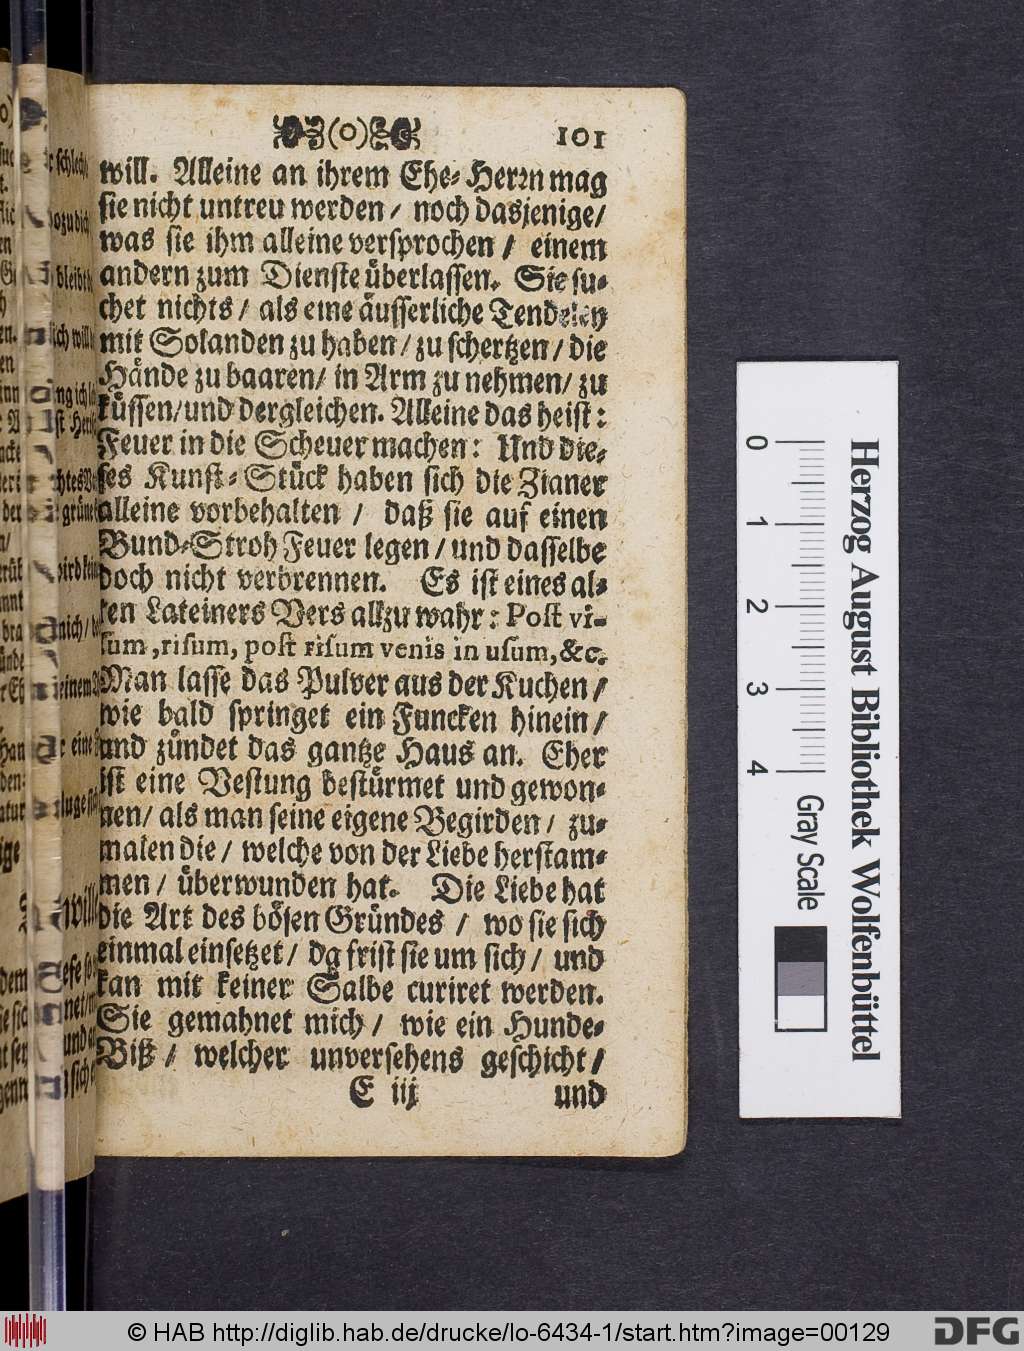 (o) 101
will. Alleine an ihrem Ehe-Herrn mag
sie nicht untreu werden / noch dasjenige /
was sie ihm alleine versprochen / einem
andern zum Dienste überlassen. Sie su-
chet nichts / als eine äusserliche Tendeley
mit Solanden zu haben / zu schertzen / die
Hände zu baaren / in Arm zu nehmen / zu
küssen / und dergleichen. Alleine das heist:
Feuer in die Scheuer machen: Und die-
ses Kunst-Stück haben sich die Zianer
alleine vorbehalten / daß sie auf einen
Bund-Stroh Feuer legen / und dasselbe
doch nicht verbrennen. Es ist eines al-
ten Lateiners Vers allzu wahr: Post vi-
sum, risum, post risum venis in usum, &c.
Man lasse das Pulver aus der Kuchen /
wie bald springet ein Funcken hinein /
und zündet das gantze Haus an. Eher
ist eine Vestung bestürmet und gewon-
nen / als man seine eigene Begirden / zu-
malen die / welche von der Liebe herstam-
men / überwunden hat. Die Liebe hat
die Art des bösen Gründes / wo sie sich
einmal einsetzet / da frist sie um sich / und
kan mit keiner Salbe curiret werden.
Sie gemahnet mich / wie ein Hunde-
Biß / welcher unversehens geschicht /
E iij und
0 1 2 3 4 Gray Scale
Herzog August Bibliothek Wolfenbüttel
© HAB http://diglib.hab.de/drucke/lo-6434-1/start.htm?image=00129 DFG